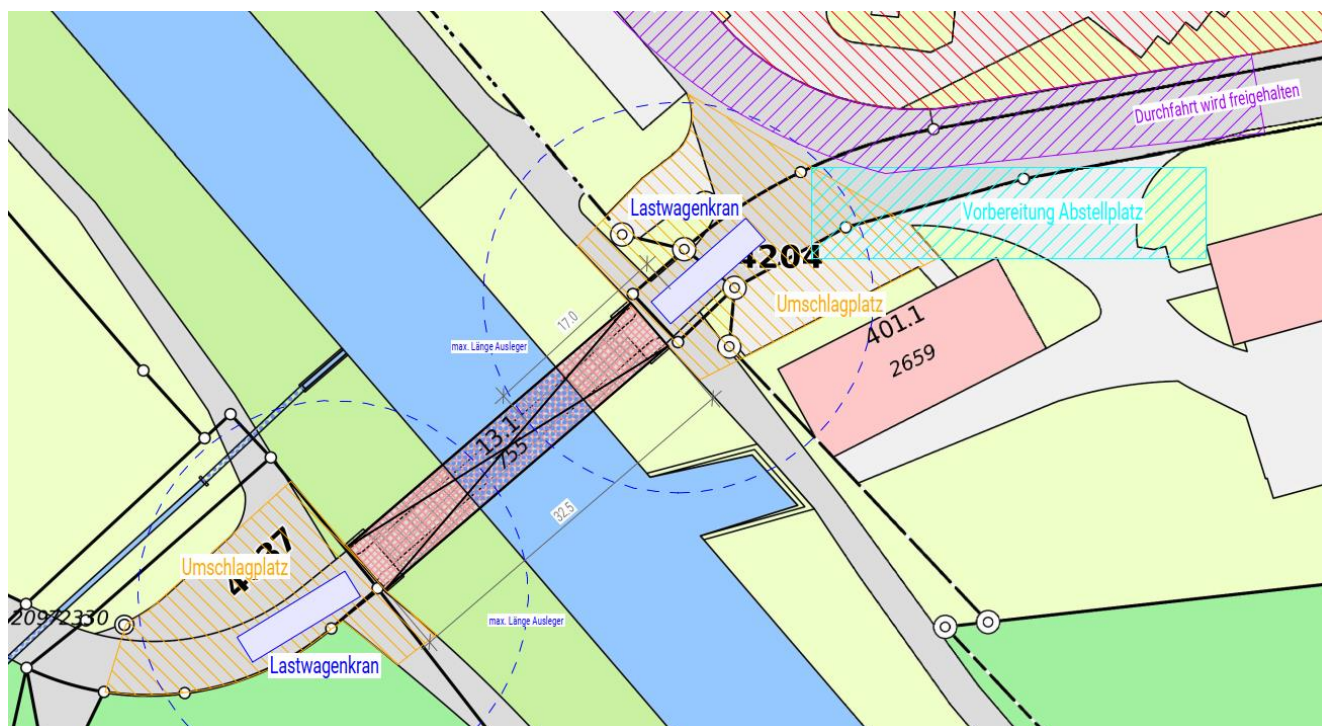 Durchfahrt wird freigehalten
Lastwagenkran
Vorbereitung Abstellplatz
4204
Umschlagplatz
17.0
401.1
2659
max. Länge Ausleger
13.1
755
32.5
Umschlagplatz
20972330
max. Länge Ausleger
Lastwagenkran